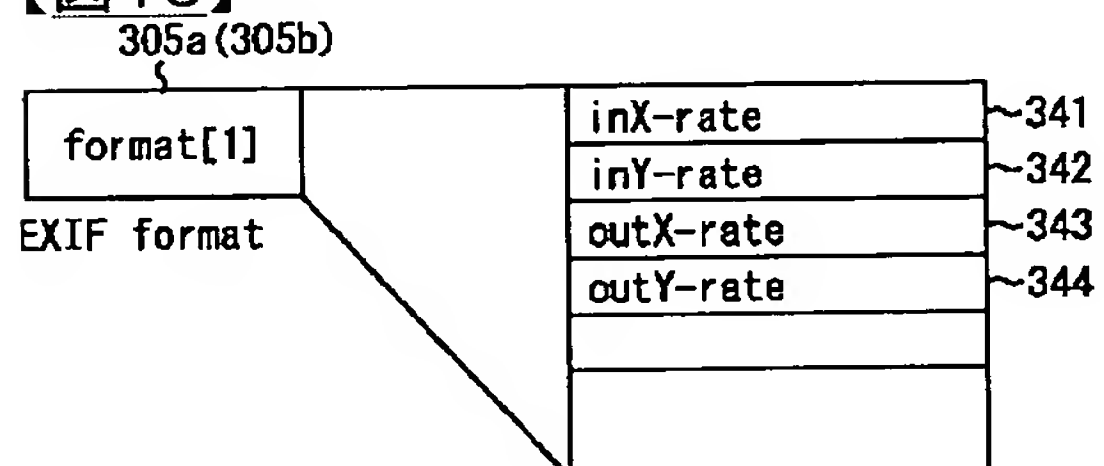 305a(305b)
format[1]
EXIF format
inX-rate
341
inY-rate
342
outX-rate
343
outY-rate
344